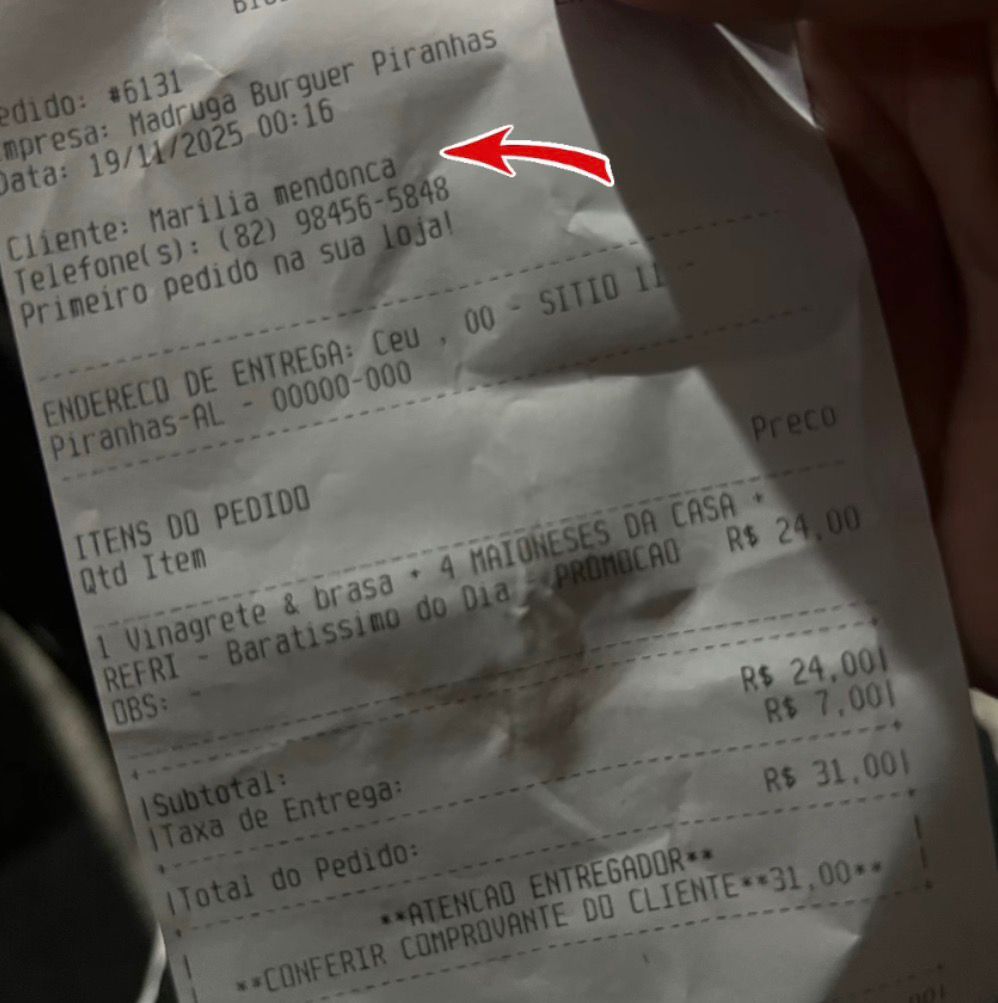 edido: #6131
mpresa: Madruga Burguer Piranhas
Data: 19/11/2025 00:16
Cliente: Marilia mendonca
Telefone(s): (82) 98456-5848
Primeiro pedido na sua loja!
ENDERECO DE ENTREGA: Ceu , 00 - SITIO II -
Piranhas-AL - 00000-000
ITENS DO PEDIDO
Qtd Item Preco
1 Vinagrete & brasa + 4 MAIONESES DA CASA + R$ 24,00
REFRI - Baratissimo do Dia - PROMOCAO
OBS: -
|Subtotal: R$ 24,00|
|Taxa de Entrega: R$ 7,00|
|Total do Pedido: R$ 31,00|
**ATENCAO ENTREGADOR**
**CONFERIR COMPROVANTE DO CLIENTE**31,00**